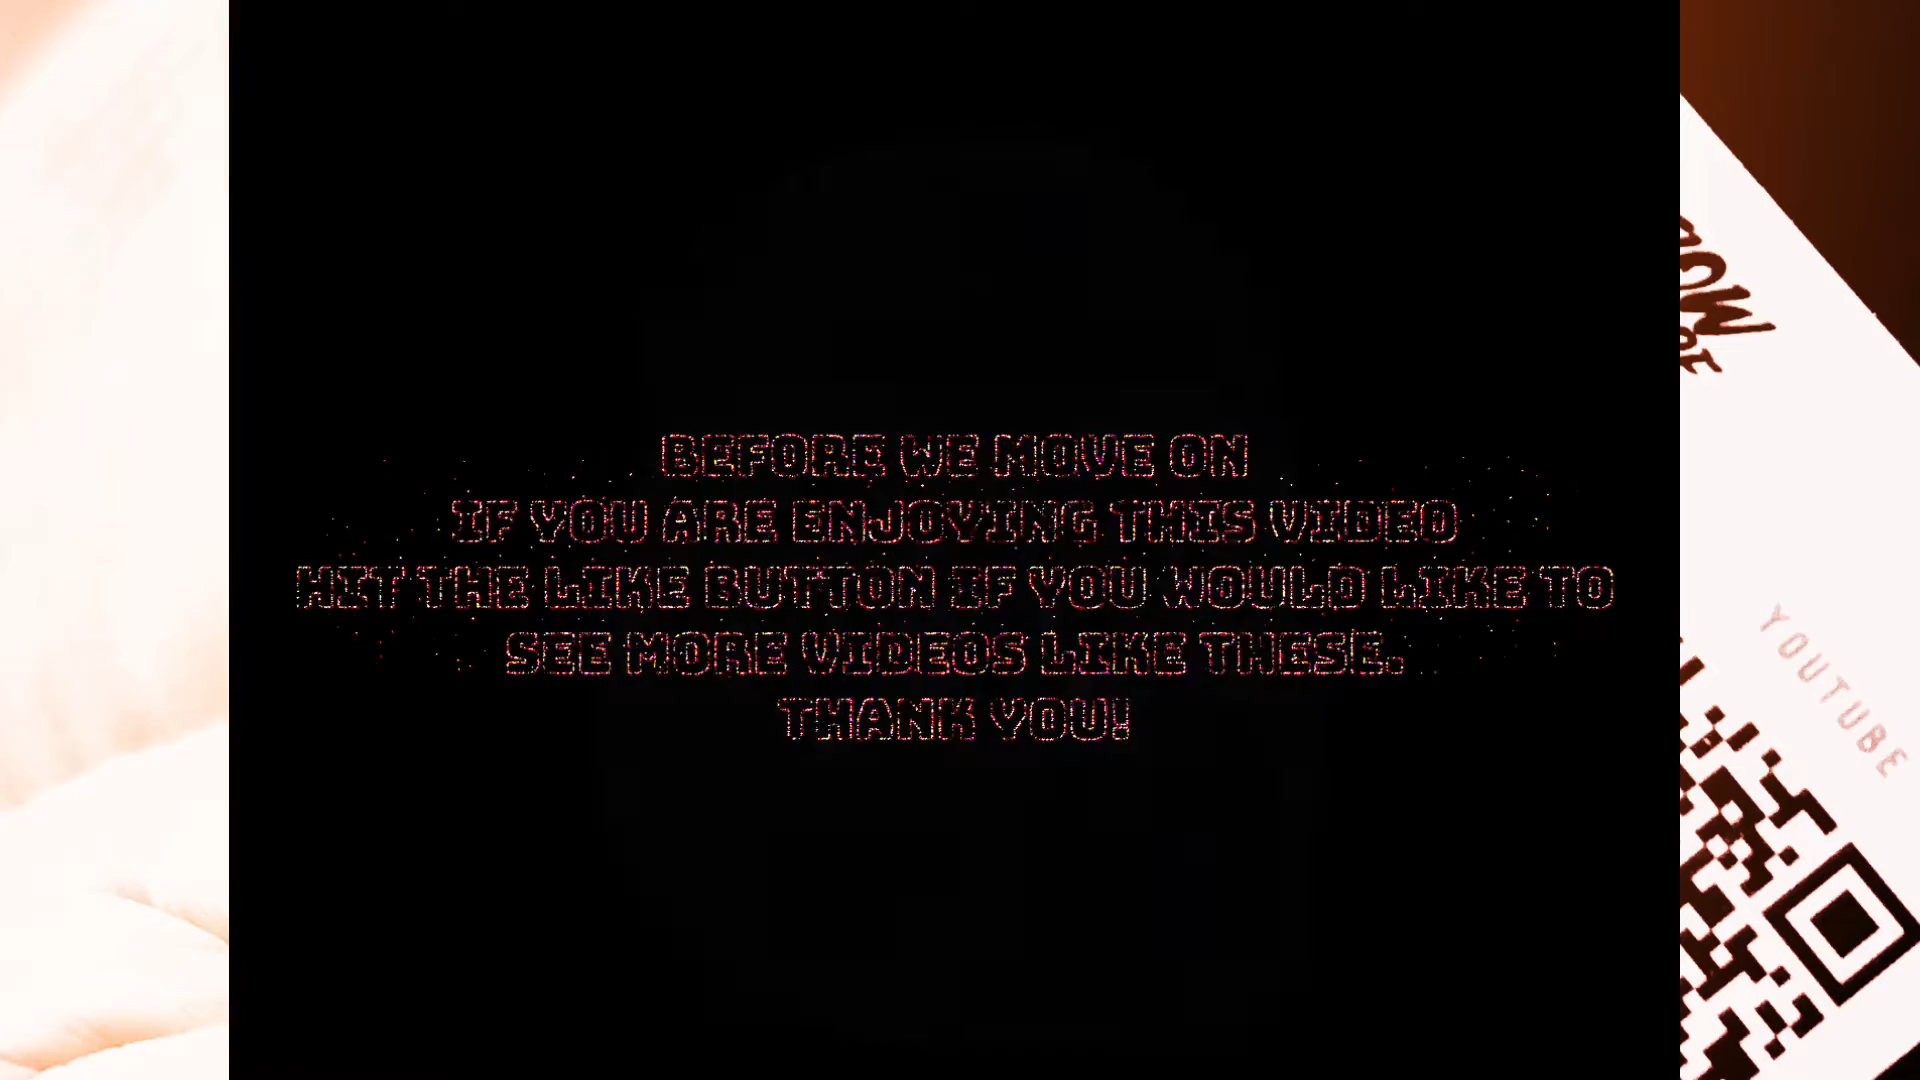 BEFORE WE MOVE ON
IF YOU ARE ENJOYING THIS VIDEO
HIT THE LIKE BUTTON IF YOU WOULD LIKE TO
SEE MORE VIDEOS LIKE THESE.
THANK YOU!
YOUTUBE